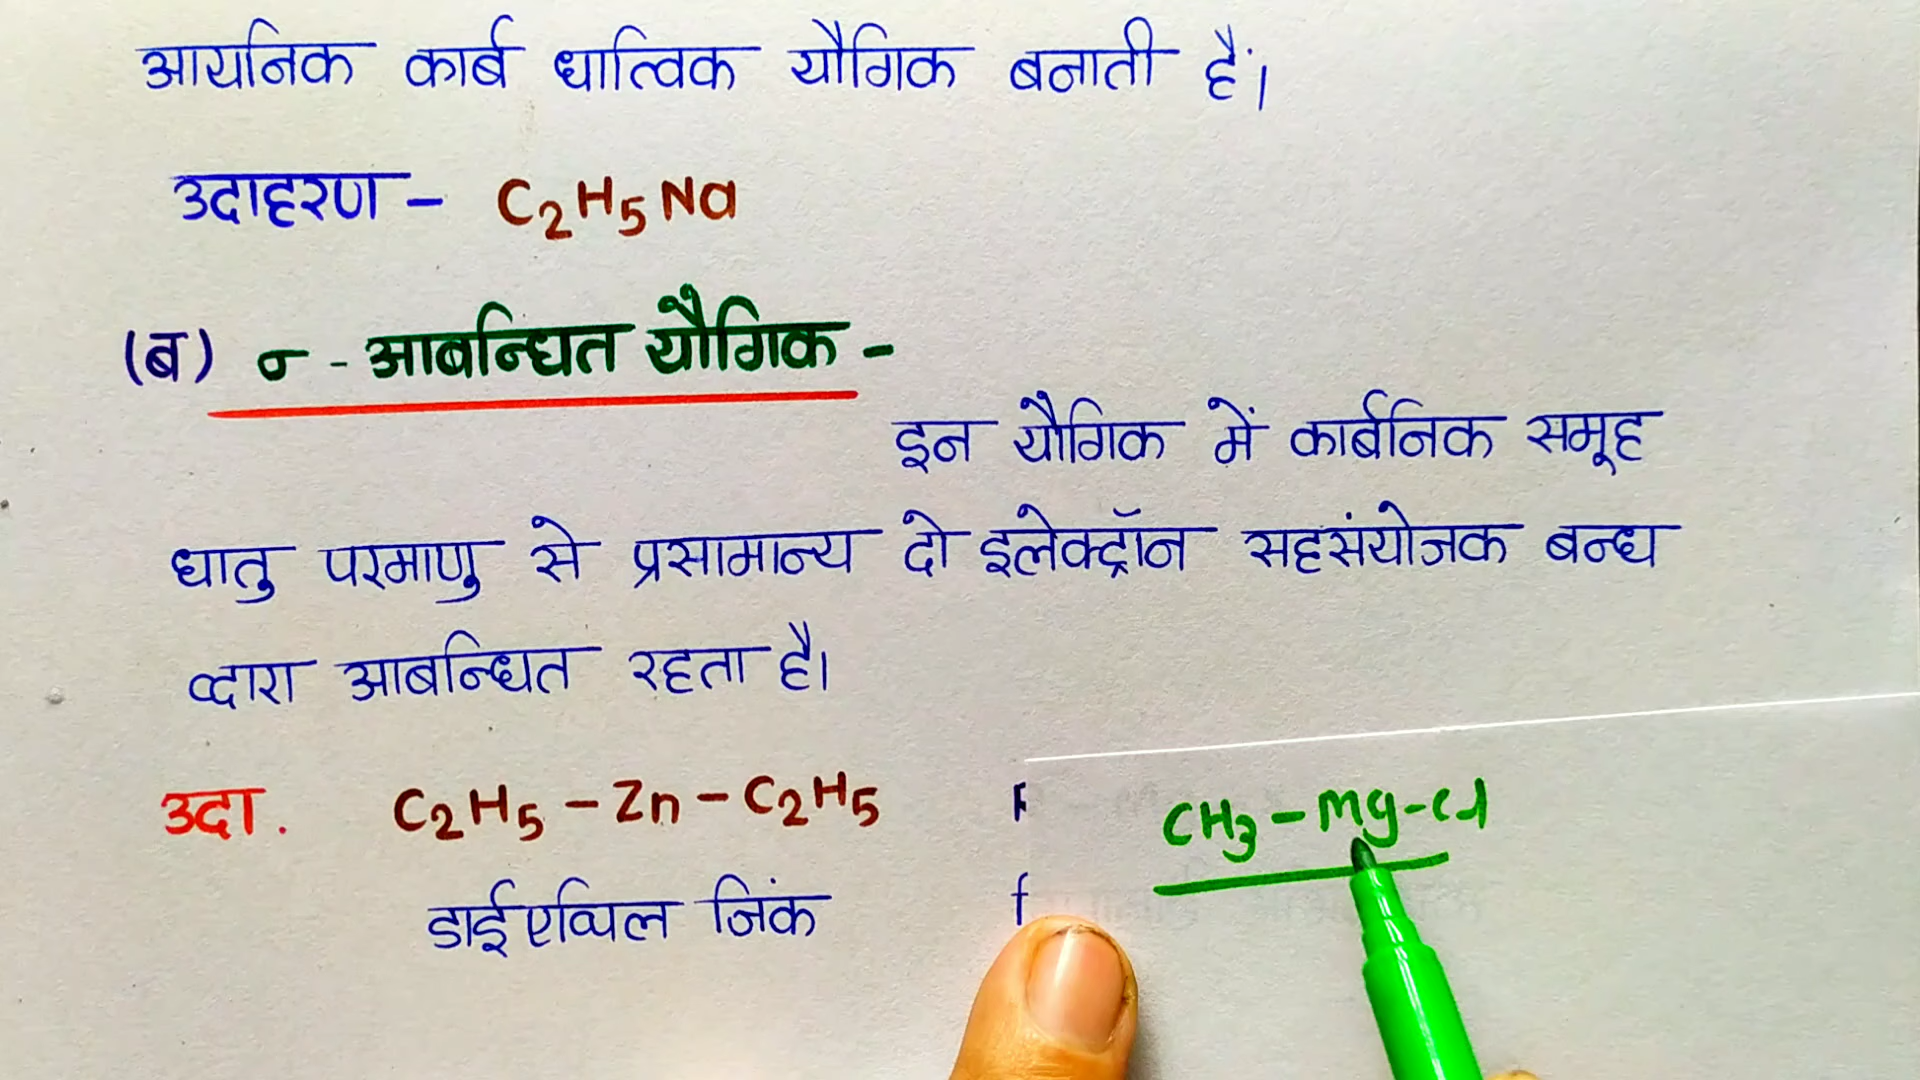 आयनिक कार्ब धात्विक यौगिक बनाती हैं।
उदाहरण – C₂H₅Na
(ब) σ - आबन्धित यौगिक -
इन यौगिक में कार्बनिक समूह
धातु परमाणु से प्रसामान्य दो इलेक्ट्रॉन सहसंयोजक बन्ध
द्वारा आबन्धित रहता है।
उदा. C₂H₅ – Zn – C₂H₅ CH₃ – Mg – Cl
डाईएथिल जिंक